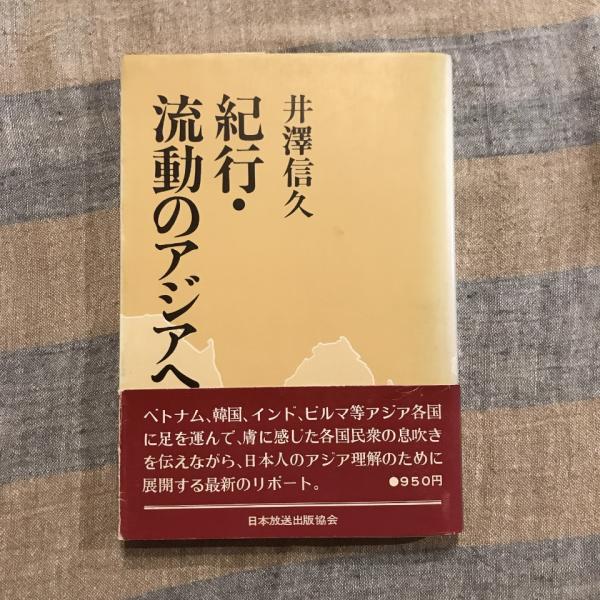 井澤信久
紀行・
流動のアジアへ
ベトナム、韓国、インド、ビルマ等アジア各国
に足を運んで、膚に感じた各国民衆の息吹き
を伝えながら、日本人のアジア理解のために
展開する最新のリポート。 ●950円
日本放送出版協会